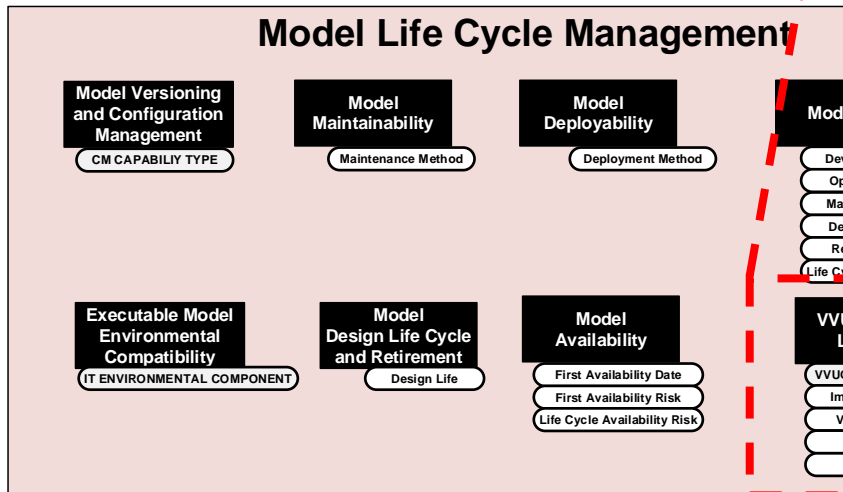 Model Life Cycle Management
Model Versioning
and Configuration
Management
CM CAPABILIY TYPE
Model
Maintainability
Maintenance Method
Model
Deployability
Deployment Method
Executable Model
Environmental
Compatibility
IT ENVIRONMENTAL COMPONENT
Model
Design Life Cycle
and Retirement
Design Life
Model
Availability
First Availability Date
First Availability Risk
Life Cycle Availability Risk
Life